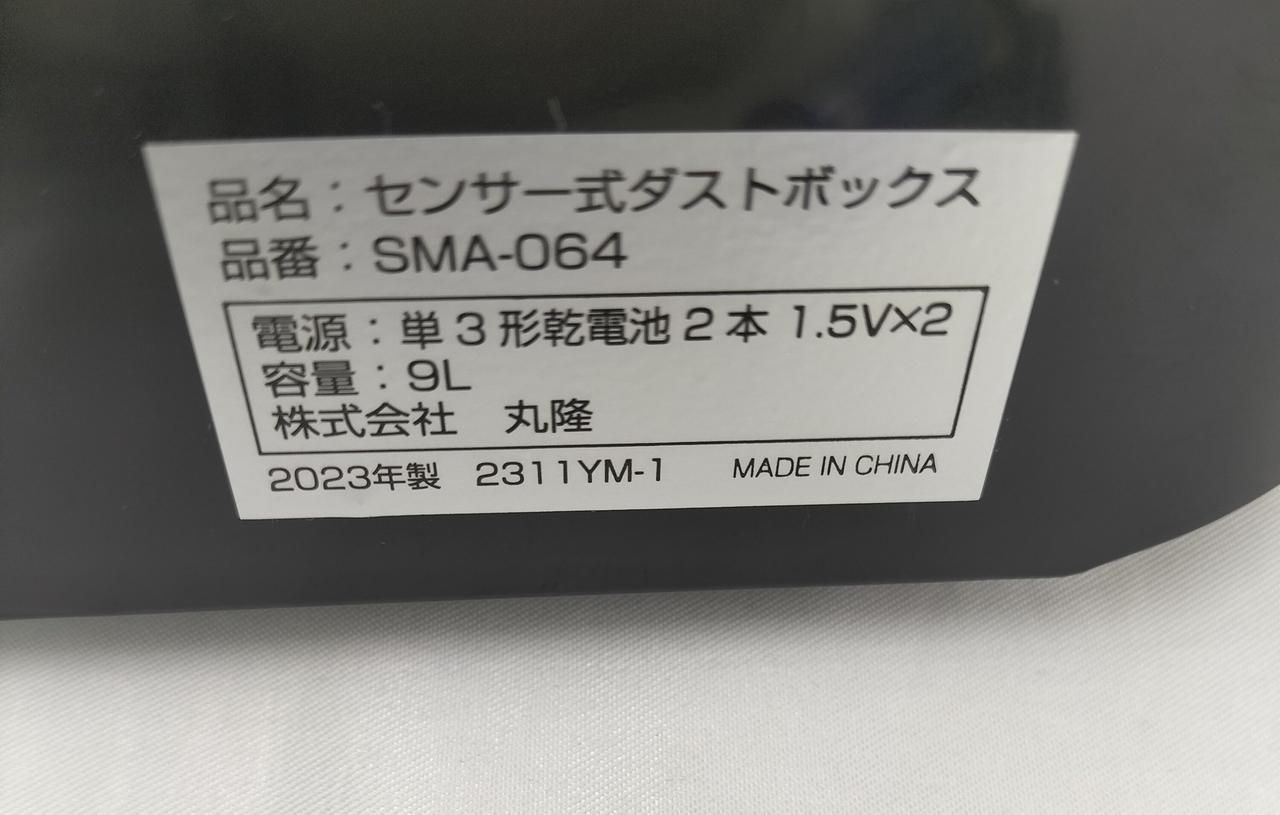 品名：センサー式ダストボックス
品番：SMA-064
電源：単３形乾電池２本 1.5V×2
容量：9L
株式会社　丸隆
2023年製　2311YM-1　MADE IN CHINA